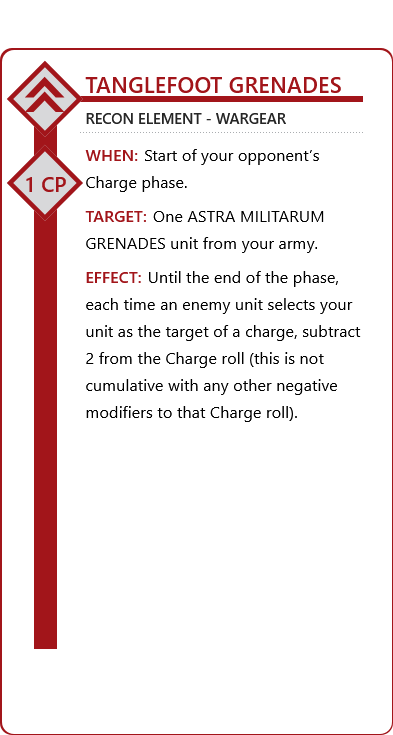 TANGLEFOOT GRENADES
RECON ELEMENT - WARGEAR
WHEN: Start of your opponent’s
Charge phase.
1 CP
TARGET: One ASTRA MILITARUM
GRENADES unit from your army.
EFFECT: Until the end of the phase,
each time an enemy unit selects your
unit as the target of a charge, subtract
2 from the Charge roll (this is not
cumulative with any other negative
modifiers to that Charge roll).